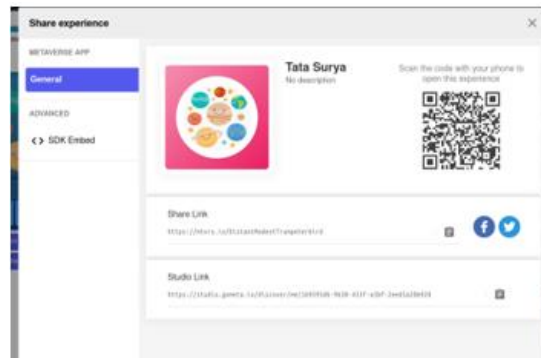 Share experience
METAVERSE APP
General
ADVANCED
<> SDK Embed
Tata Surya
No description
Scan the code with your phone to
open this experience
Share Link
Studio Link